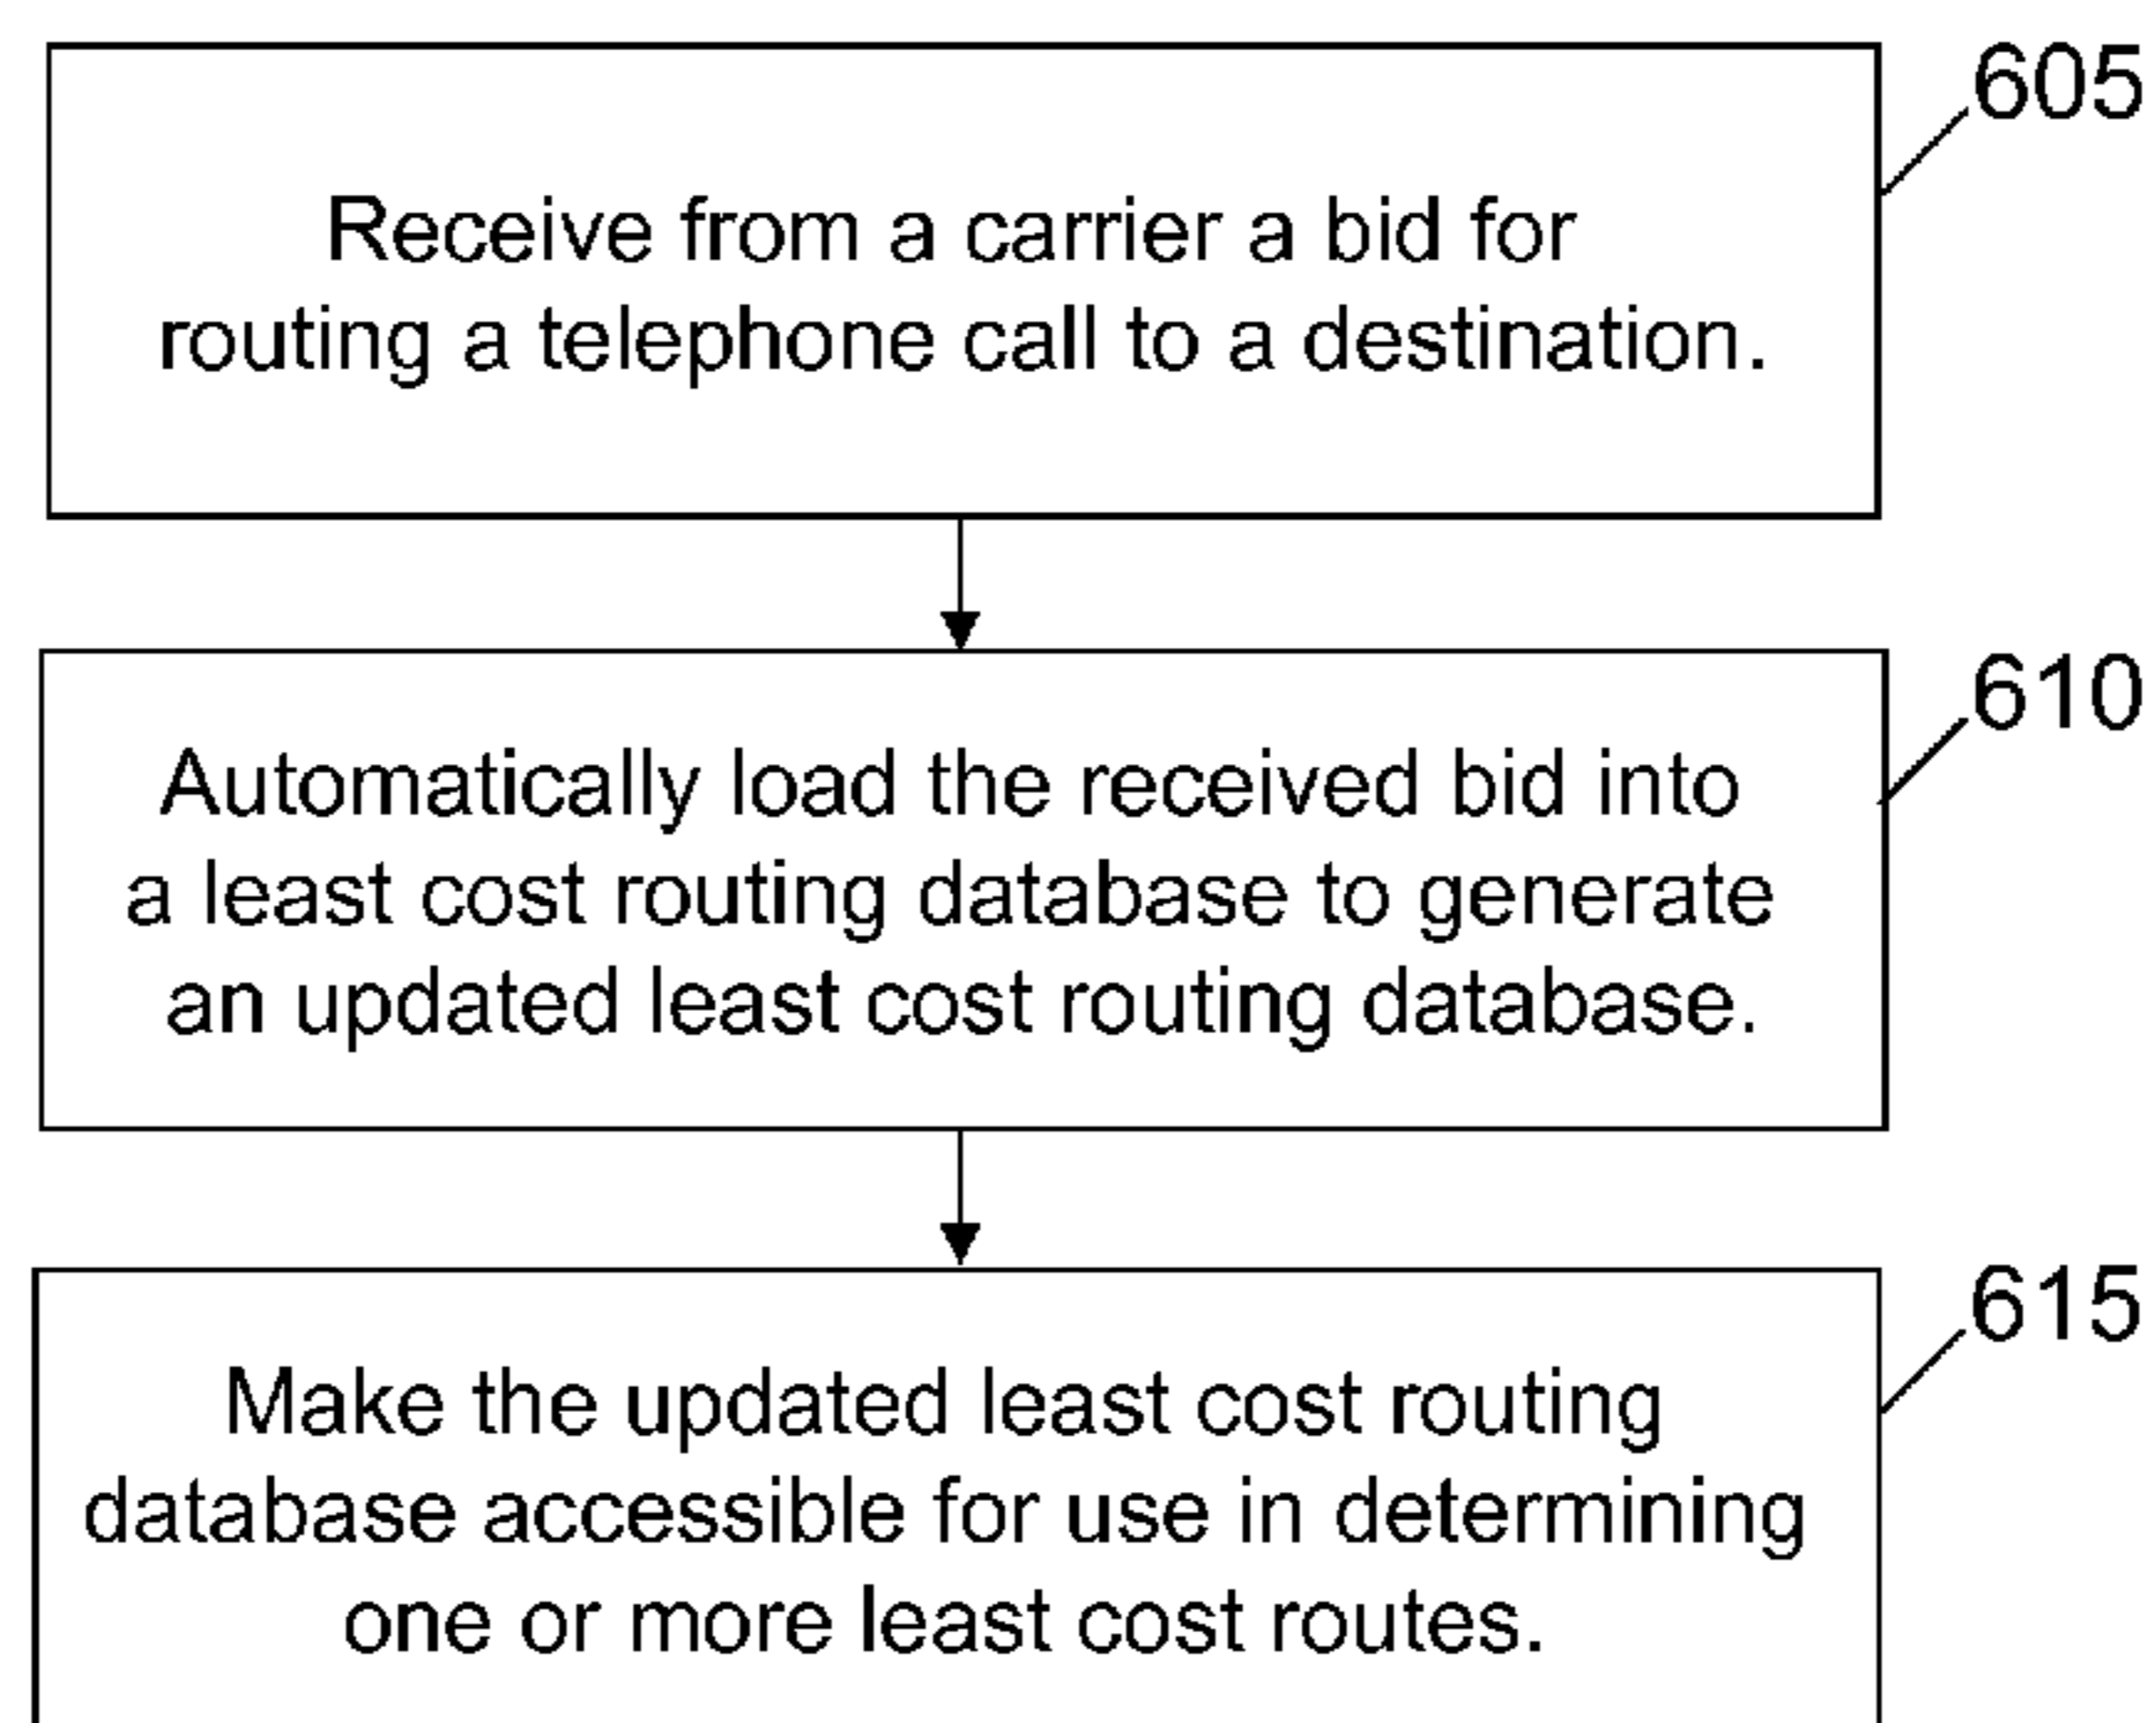 605
Receive from a carrier a bid for
routing a telephone call to a destination.
610
Automatically load the received bid into
a least cost routing database to generate
an updated least cost routing database.
615
Make the updated least cost routing
database accessible for use in determining
one or more least cost routes.